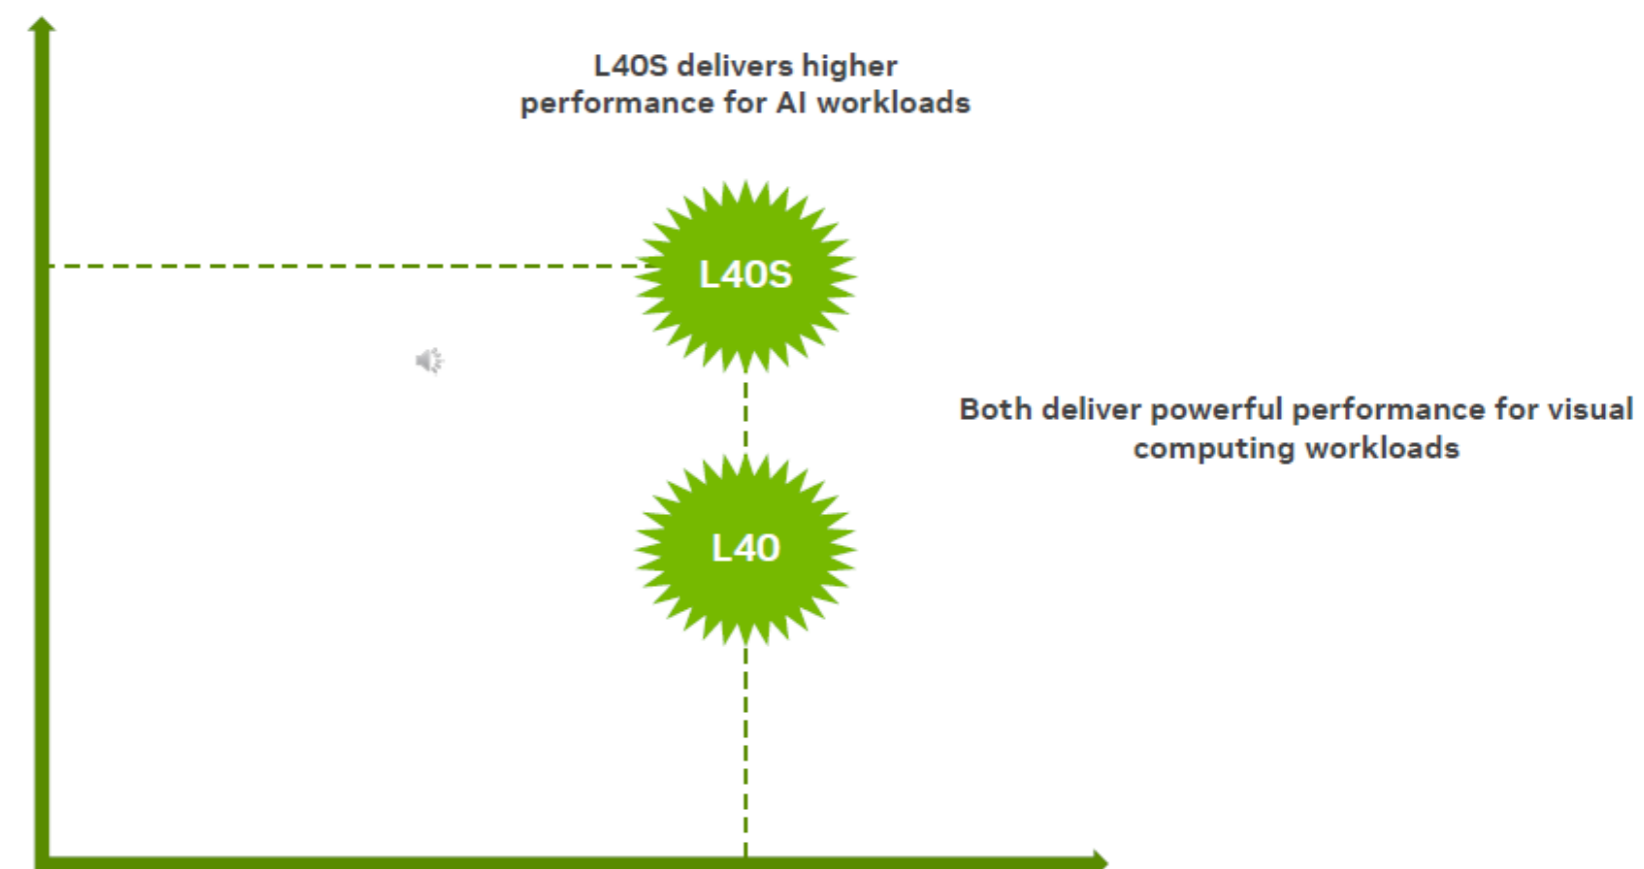 L40S delivers higher
performance for AI workloads
L40S
Both deliver powerful performance for visual
computing workloads
L40